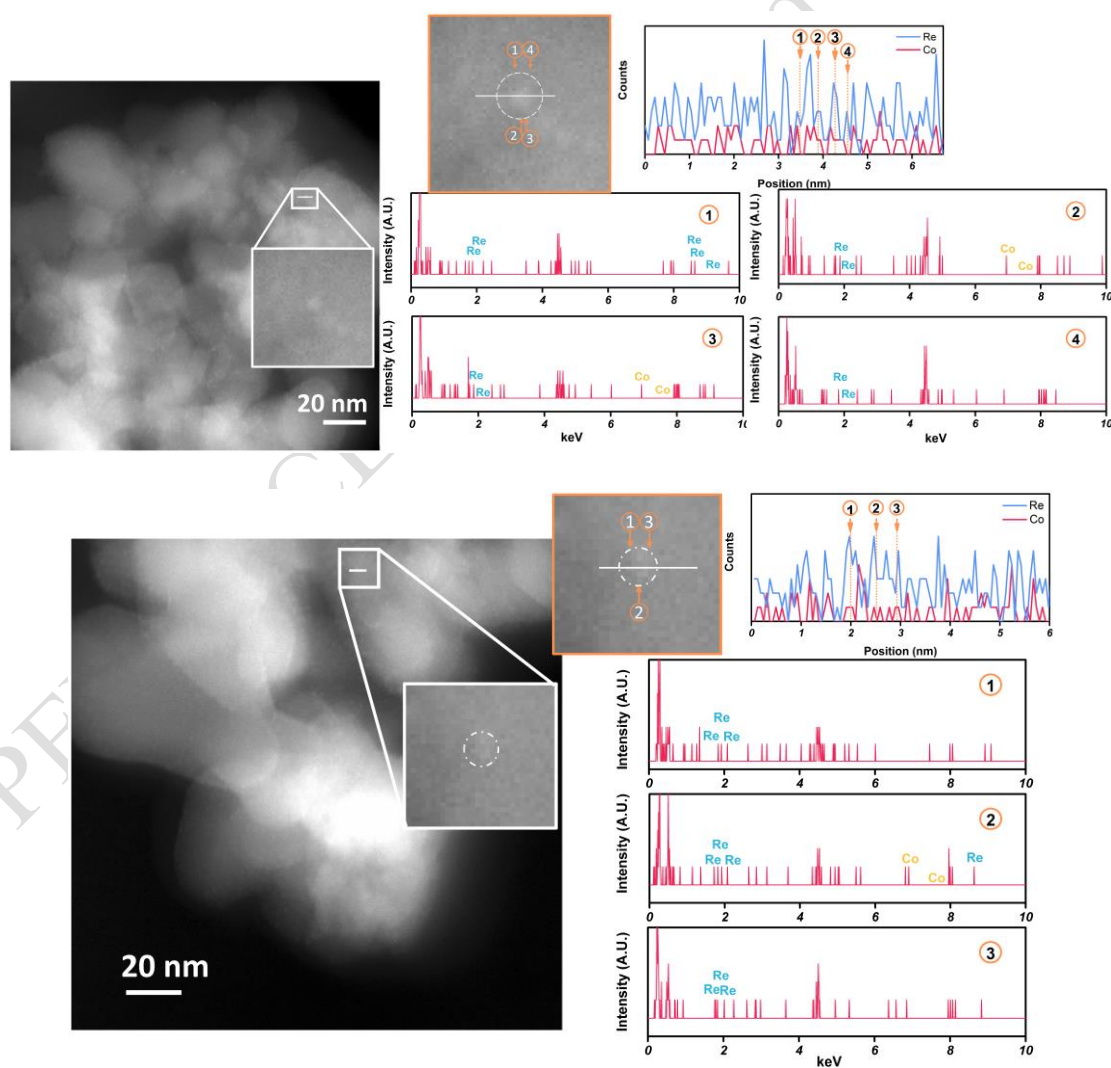 ① ④
② ③
Counts
① ② ③ ④
Re
Co
0 1 2 3 4 5 6
Position (nm)
20 nm
Intensity (A.U.)
①
Re
Re
Re
Re
Re
0 2 4 6 8 10
Intensity (A.U.)
②
Re
Re
Co
Co
0 2 4 6 8 10
Intensity (A.U.)
③
Re
Re
Co
Co
0 2 4 6 8 10
keV
Intensity (A.U.)
④
Re
Re
0 2 4 6 8 10
keV
① ③
②
Counts
① ② ③
Re
Co
0 1 2 3 4 5 6
Position (nm)
20 nm
Intensity (A.U.)
①
Re
Re Re
0 2 4 6 8 10
Intensity (A.U.)
②
Re
Re Re
Co
Co
Re
0 2 4 6 8 10
Intensity (A.U.)
③
Re
Re Re
0 2 4 6 8 10
keV